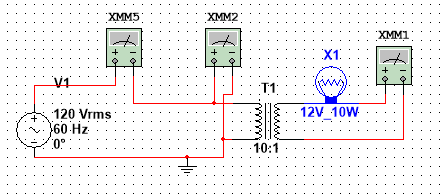 XMM5
XMM2
XMM1
X1
V1
T1
120 Vrms
60 Hz
0°
12V_10W
10:1